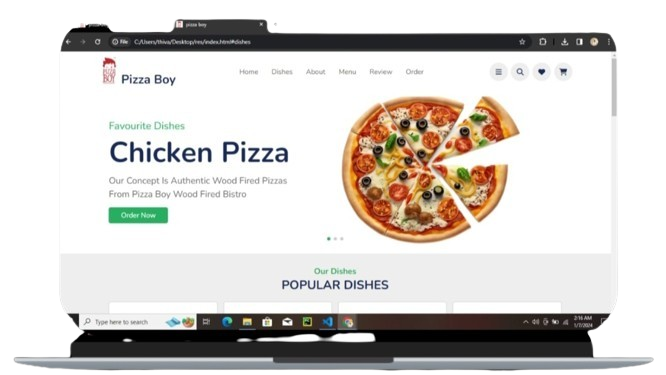 pizza boy
File
C:/Users/thiva/Desktop/res/index.html#dishes
Pizza Boy
Home Dishes About Menu Review Order
Favourite Dishes
Chicken Pizza
Our Concept Is Authentic Wood Fired Pizzas
From Pizza Boy Wood Fired Bistro
Order Now
Our Dishes
POPULAR DISHES
Type here to search
2:16 AM
1/7/2024